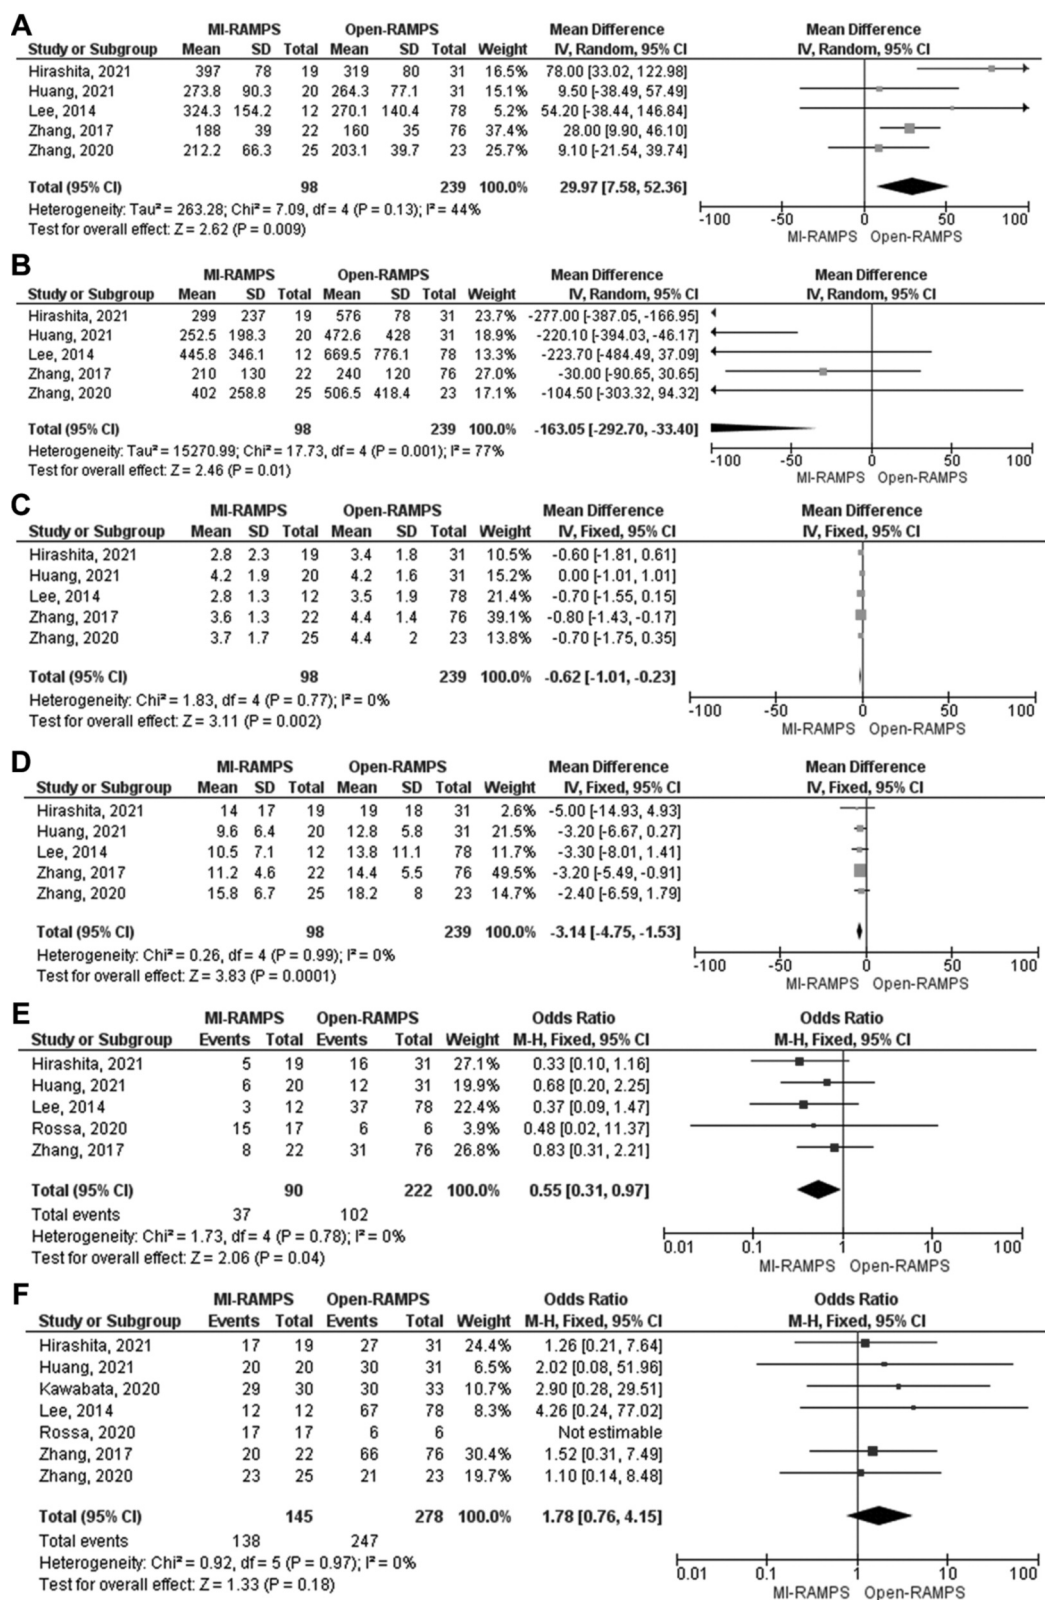 A
MI-RAMPS Open-RAMPS Mean Difference Mean Difference
Study or Subgroup Mean SD Total Mean SD Total Weight IV, Random, 95% CI IV, Random, 95% CI
Hirashita, 2021 397 78 19 319 80 31 16.5% 78.00 [33.02, 122.98]
Huang, 2021 273.8 90.3 20 264.3 77.1 31 15.1% 9.50 [-38.49, 57.49]
Lee, 2014 324.3 154.2 12 270.1 140.4 78 5.2% 54.20 [-38.44, 146.84]
Zhang, 2017 188 39 22 160 35 76 37.4% 28.00 [9.90, 46.10]
Zhang, 2020 212.2 66.3 25 203.1 39.7 23 25.7% 9.10 [-21.54, 39.74]
Total (95% CI) 98 239 100.0% 29.97 [7.58, 52.36]
Heterogeneity: Tau² = 263.28; Chi² = 7.09, df = 4 (P = 0.13); I² = 44%
Test for overall effect: Z = 2.62 (P = 0.009)
-100 -50 0 50 100
MI-RAMPS Open-RAMPS
B
MI-RAMPS Open-RAMPS Mean Difference Mean Difference
Study or Subgroup Mean SD Total Mean SD Total Weight IV, Random, 95% CI IV, Random, 95% CI
Hirashita, 2021 299 237 19 576 78 31 23.7% -277.00 [-387.05, -166.95]
Huang, 2021 252.5 198.3 20 472.6 428 31 18.9% -220.10 [-394.03, -46.17]
Lee, 2014 445.8 346.1 12 669.5 776.1 78 13.3% -223.70 [-484.49, 37.09]
Zhang, 2017 210 130 22 240 120 76 27.0% -30.00 [-90.65, 30.65]
Zhang, 2020 402 258.8 25 506.5 418.4 23 17.1% -104.50 [-303.32, 94.32]
Total (95% CI) 98 239 100.0% -163.05 [-292.70, -33.40]
Heterogeneity: Tau² = 15270.99; Chi² = 17.73, df = 4 (P = 0.001); I² = 77%
Test for overall effect: Z = 2.46 (P = 0.01)
-100 -50 0 50 100
MI-RAMPS Open-RAMPS
C
MI-RAMPS Open-RAMPS Mean Difference Mean Difference
Study or Subgroup Mean SD Total Mean SD Total Weight IV, Fixed, 95% CI IV, Fixed, 95% CI
Hirashita, 2021 2.8 2.3 19 3.4 1.8 31 10.5% -0.60 [-1.81, 0.61]
Huang, 2021 4.2 1.9 20 4.2 1.6 31 15.2% 0.00 [-1.01, 1.01]
Lee, 2014 2.8 1.3 12 3.5 1.9 78 21.4% -0.70 [-1.55, 0.15]
Zhang, 2017 3.6 1.3 22 4.4 1.4 76 39.1% -0.80 [-1.43, -0.17]
Zhang, 2020 3.7 1.7 25 4.4 2 23 13.8% -0.70 [-1.75, 0.35]
Total (95% CI) 98 239 100.0% -0.62 [-1.01, -0.23]
Heterogeneity: Chi² = 1.83, df = 4 (P = 0.77); I² = 0%
Test for overall effect: Z = 3.11 (P = 0.002)
-100 -50 0 50 100
MI-RAMPS Open-RAMPS
D
MI-RAMPS Open-RAMPS Mean Difference Mean Difference
Study or Subgroup Mean SD Total Mean SD Total Weight IV, Fixed, 95% CI IV, Fixed, 95% CI
Hirashita, 2021 14 17 19 19 18 31 2.6% -5.00 [-14.93, 4.93]
Huang, 2021 9.6 6.4 20 12.8 5.8 31 21.5% -3.20 [-6.67, 0.27]
Lee, 2014 10.5 7.1 12 13.8 11.1 78 11.7% -3.30 [-8.01, 1.41]
Zhang, 2017 11.2 4.6 22 14.4 5.5 76 49.5% -3.20 [-5.49, -0.91]
Zhang, 2020 15.8 6.7 25 18.2 8 23 14.7% -2.40 [-6.59, 1.79]
Total (95% CI) 98 239 100.0% -3.14 [-4.75, -1.53]
Heterogeneity: Chi² = 0.26, df = 4 (P = 0.99); I² = 0%
Test for overall effect: Z = 3.83 (P = 0.0001)
-100 -50 0 50 100
MI-RAMPS Open-RAMPS
E
MI-RAMPS Open-RAMPS Odds Ratio Odds Ratio
Study or Subgroup Events Total Events Total Weight M-H, Fixed, 95% CI M-H, Fixed, 95% CI
Hirashita, 2021 5 19 16 31 27.1% 0.33 [0.10, 1.16]
Huang, 2021 6 20 12 31 19.9% 0.68 [0.20, 2.25]
Lee, 2014 3 12 37 78 22.4% 0.37 [0.09, 1.47]
Rossa, 2020 15 17 6 6 3.9% 0.48 [0.02, 11.37]
Zhang, 2017 8 22 31 76 26.8% 0.83 [0.31, 2.21]
Total (95% CI) 90 222 100.0% 0.55 [0.31, 0.97]
Total events 37 102
Heterogeneity: Chi² = 1.73, df = 4 (P = 0.78); I² = 0%
Test for overall effect: Z = 2.06 (P = 0.04)
0.01 0.1 1 10 100
MI-RAMPS Open-RAMPS
F
MI-RAMPS Open-RAMPS Odds Ratio Odds Ratio
Study or Subgroup Events Total Events Total Weight M-H, Fixed, 95% CI M-H, Fixed, 95% CI
Hirashita, 2021 17 19 27 31 24.4% 1.26 [0.21, 7.64]
Huang, 2021 20 20 30 31 6.5% 2.02 [0.08, 51.96]
Kawabata, 2020 29 30 30 33 10.7% 2.90 [0.28, 29.51]
Lee, 2014 12 12 67 78 8.3% 4.26 [0.24, 77.02]
Rossa, 2020 17 17 6 6 Not estimable
Zhang, 2017 20 22 66 76 30.4% 1.52 [0.31, 7.49]
Zhang, 2020 23 25 21 23 19.7% 1.10 [0.14, 8.48]
Total (95% CI) 145 278 100.0% 1.78 [0.76, 4.15]
Total events 138 247
Heterogeneity: Chi² = 0.92, df = 5 (P = 0.97); I² = 0%
Test for overall effect: Z = 1.33 (P = 0.18)
0.01 0.1 1 10 100
MI-RAMPS Open-RAMPS